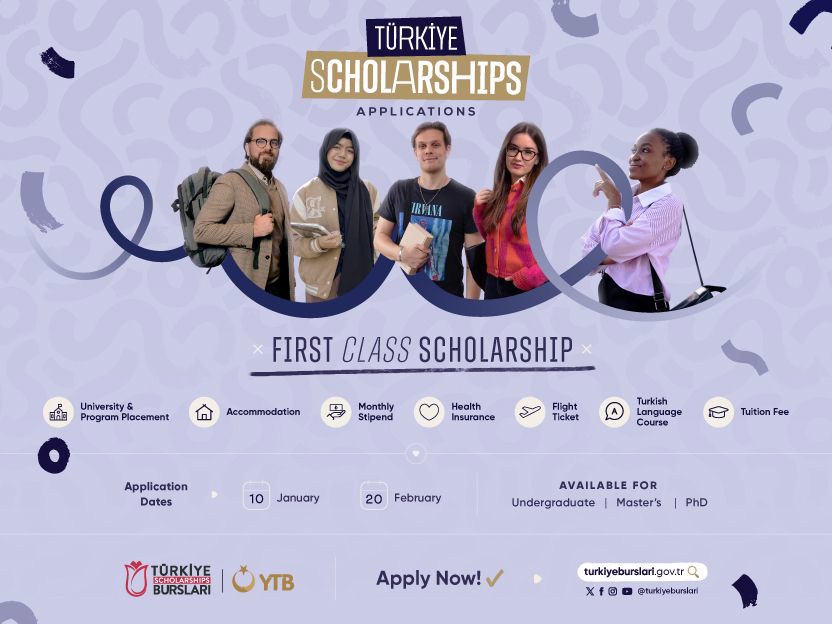 TÜRKİYE
SCHOLARSHIPS
APPLICATIONS
NIRVANA
FIRST CLASS SCHOLARSHIP
University &
Program Placement
Accommodation
Monthly
Stipend
Health
Insurance
Flight
Ticket
Turkish
Language
Course
Tuition Fee
Application
Dates
10 January
20 February
AVAILABLE FOR
Undergraduate | Master's | PhD
TÜRKİYE
SCHOLARSHIPS
BURSLARI
YTB
Apply Now!
turkiyeburslari.gov.tr
@turkiyeburslari